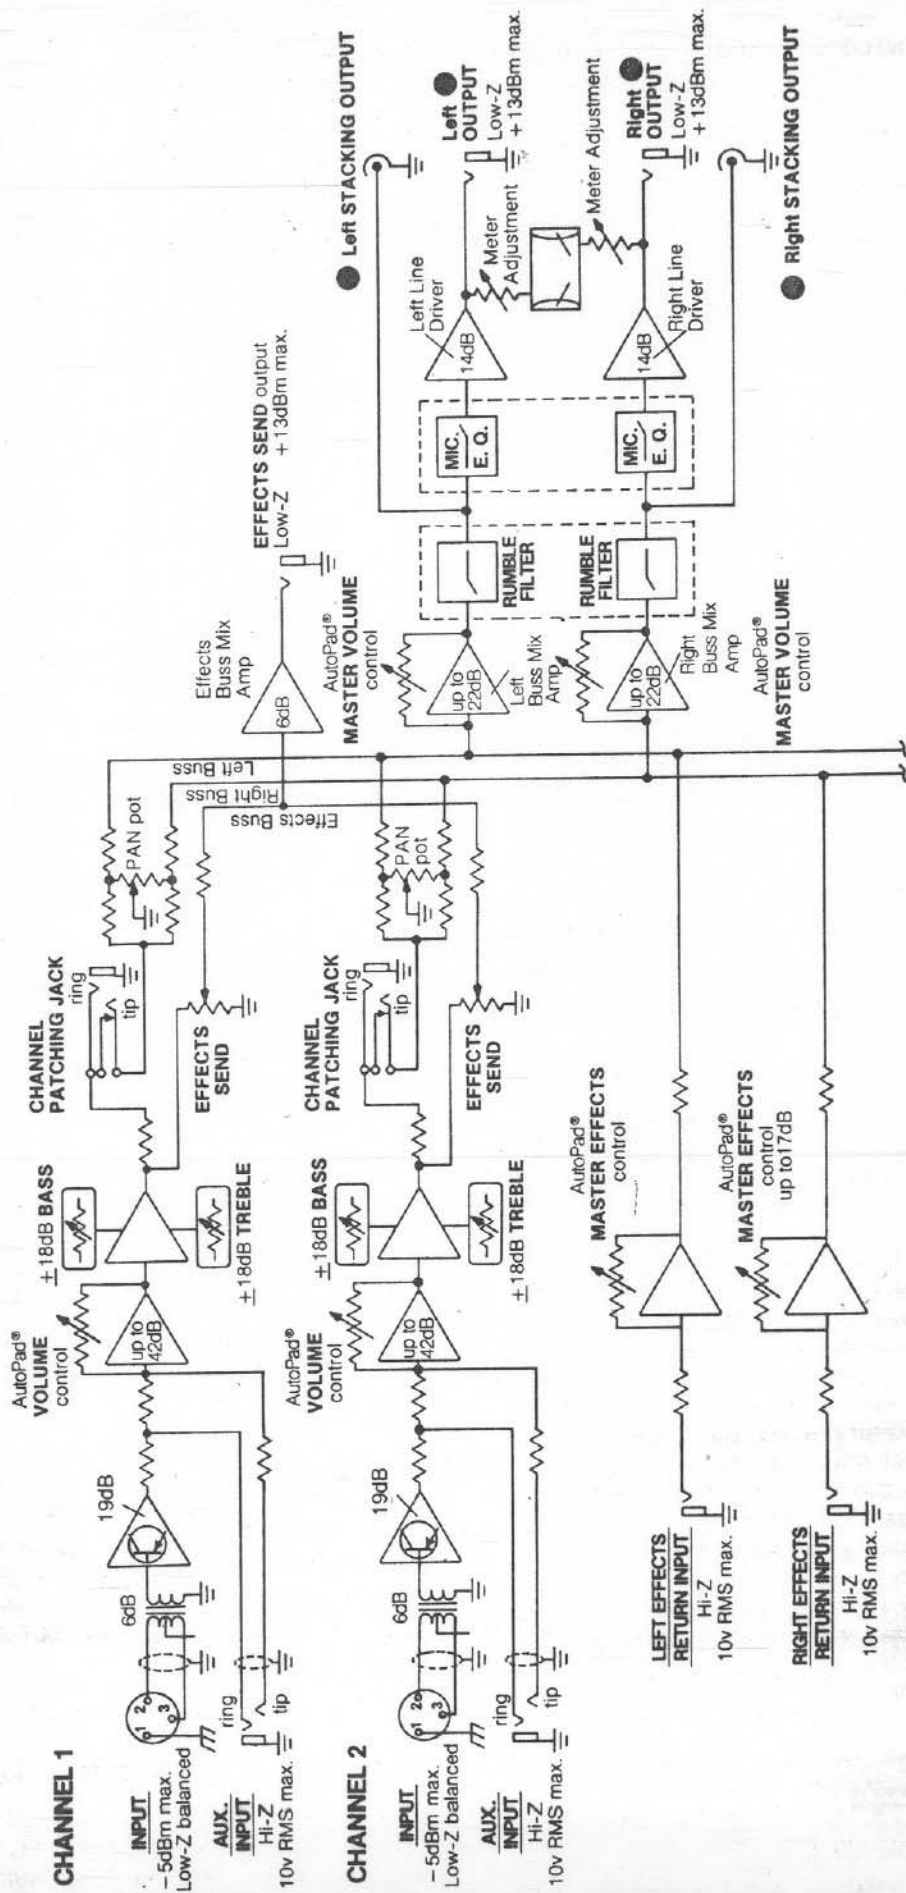 CHANNEL 1
INPUT
−5dBm max.
Low-Z balanced
AUX.
INPUT
Hi-Z
10v RMS max.
1
2
3
ring
tip
6dB
19dB
AutoPad®
VOLUME
control
up to
42dB
±18dB BASS
±18dB TREBLE
CHANNEL
PATCHING JACK
ring
tip
EFFECTS
SEND
PAN pot
Left Buss
Right Buss
Effects Buss
Effects
Buss Mix
Amp
6dB
EFFECTS SEND output
Low-Z +13dBm max.
CHANNEL 2
INPUT
−5dBm max.
Low-Z balanced
AUX.
INPUT
Hi-Z
10v RMS max.
1
2
3
ring
tip
6dB
19dB
AutoPad®
VOLUME
control
up to
42dB
±18dB BASS
±18dB TREBLE
CHANNEL
PATCHING JACK
ring
tip
EFFECTS
SEND
PAN
pot
AutoPad®
MASTER VOLUME
control
up to
22dB
Left
Buss Mix
Amp
RUMBLE
FILTER
MIC.
E. Q.
Left Line
Driver
14dB
Meter
Adjustment
Left STACKING OUTPUT
Left
OUTPUT
Low-Z
+13dBm max.
up to
22dB
Right
Buss Mix
Amp
AutoPad®
MASTER VOLUME
control
RUMBLE
FILTER
MIC.
E. Q.
14dB
Right Line
Driver
Meter Adjustment
Right
OUTPUT
Low-Z
+13dBm max.
Right STACKING OUTPUT
LEFT EFFECTS
RETURN INPUT
Hi-Z
10v RMS max.
AutoPad®
MASTER EFFECTS
control
RIGHT EFFECTS
RETURN INPUT
Hi-Z
10v RMS max.
AutoPad®
MASTER EFFECTS
control
up to17dB